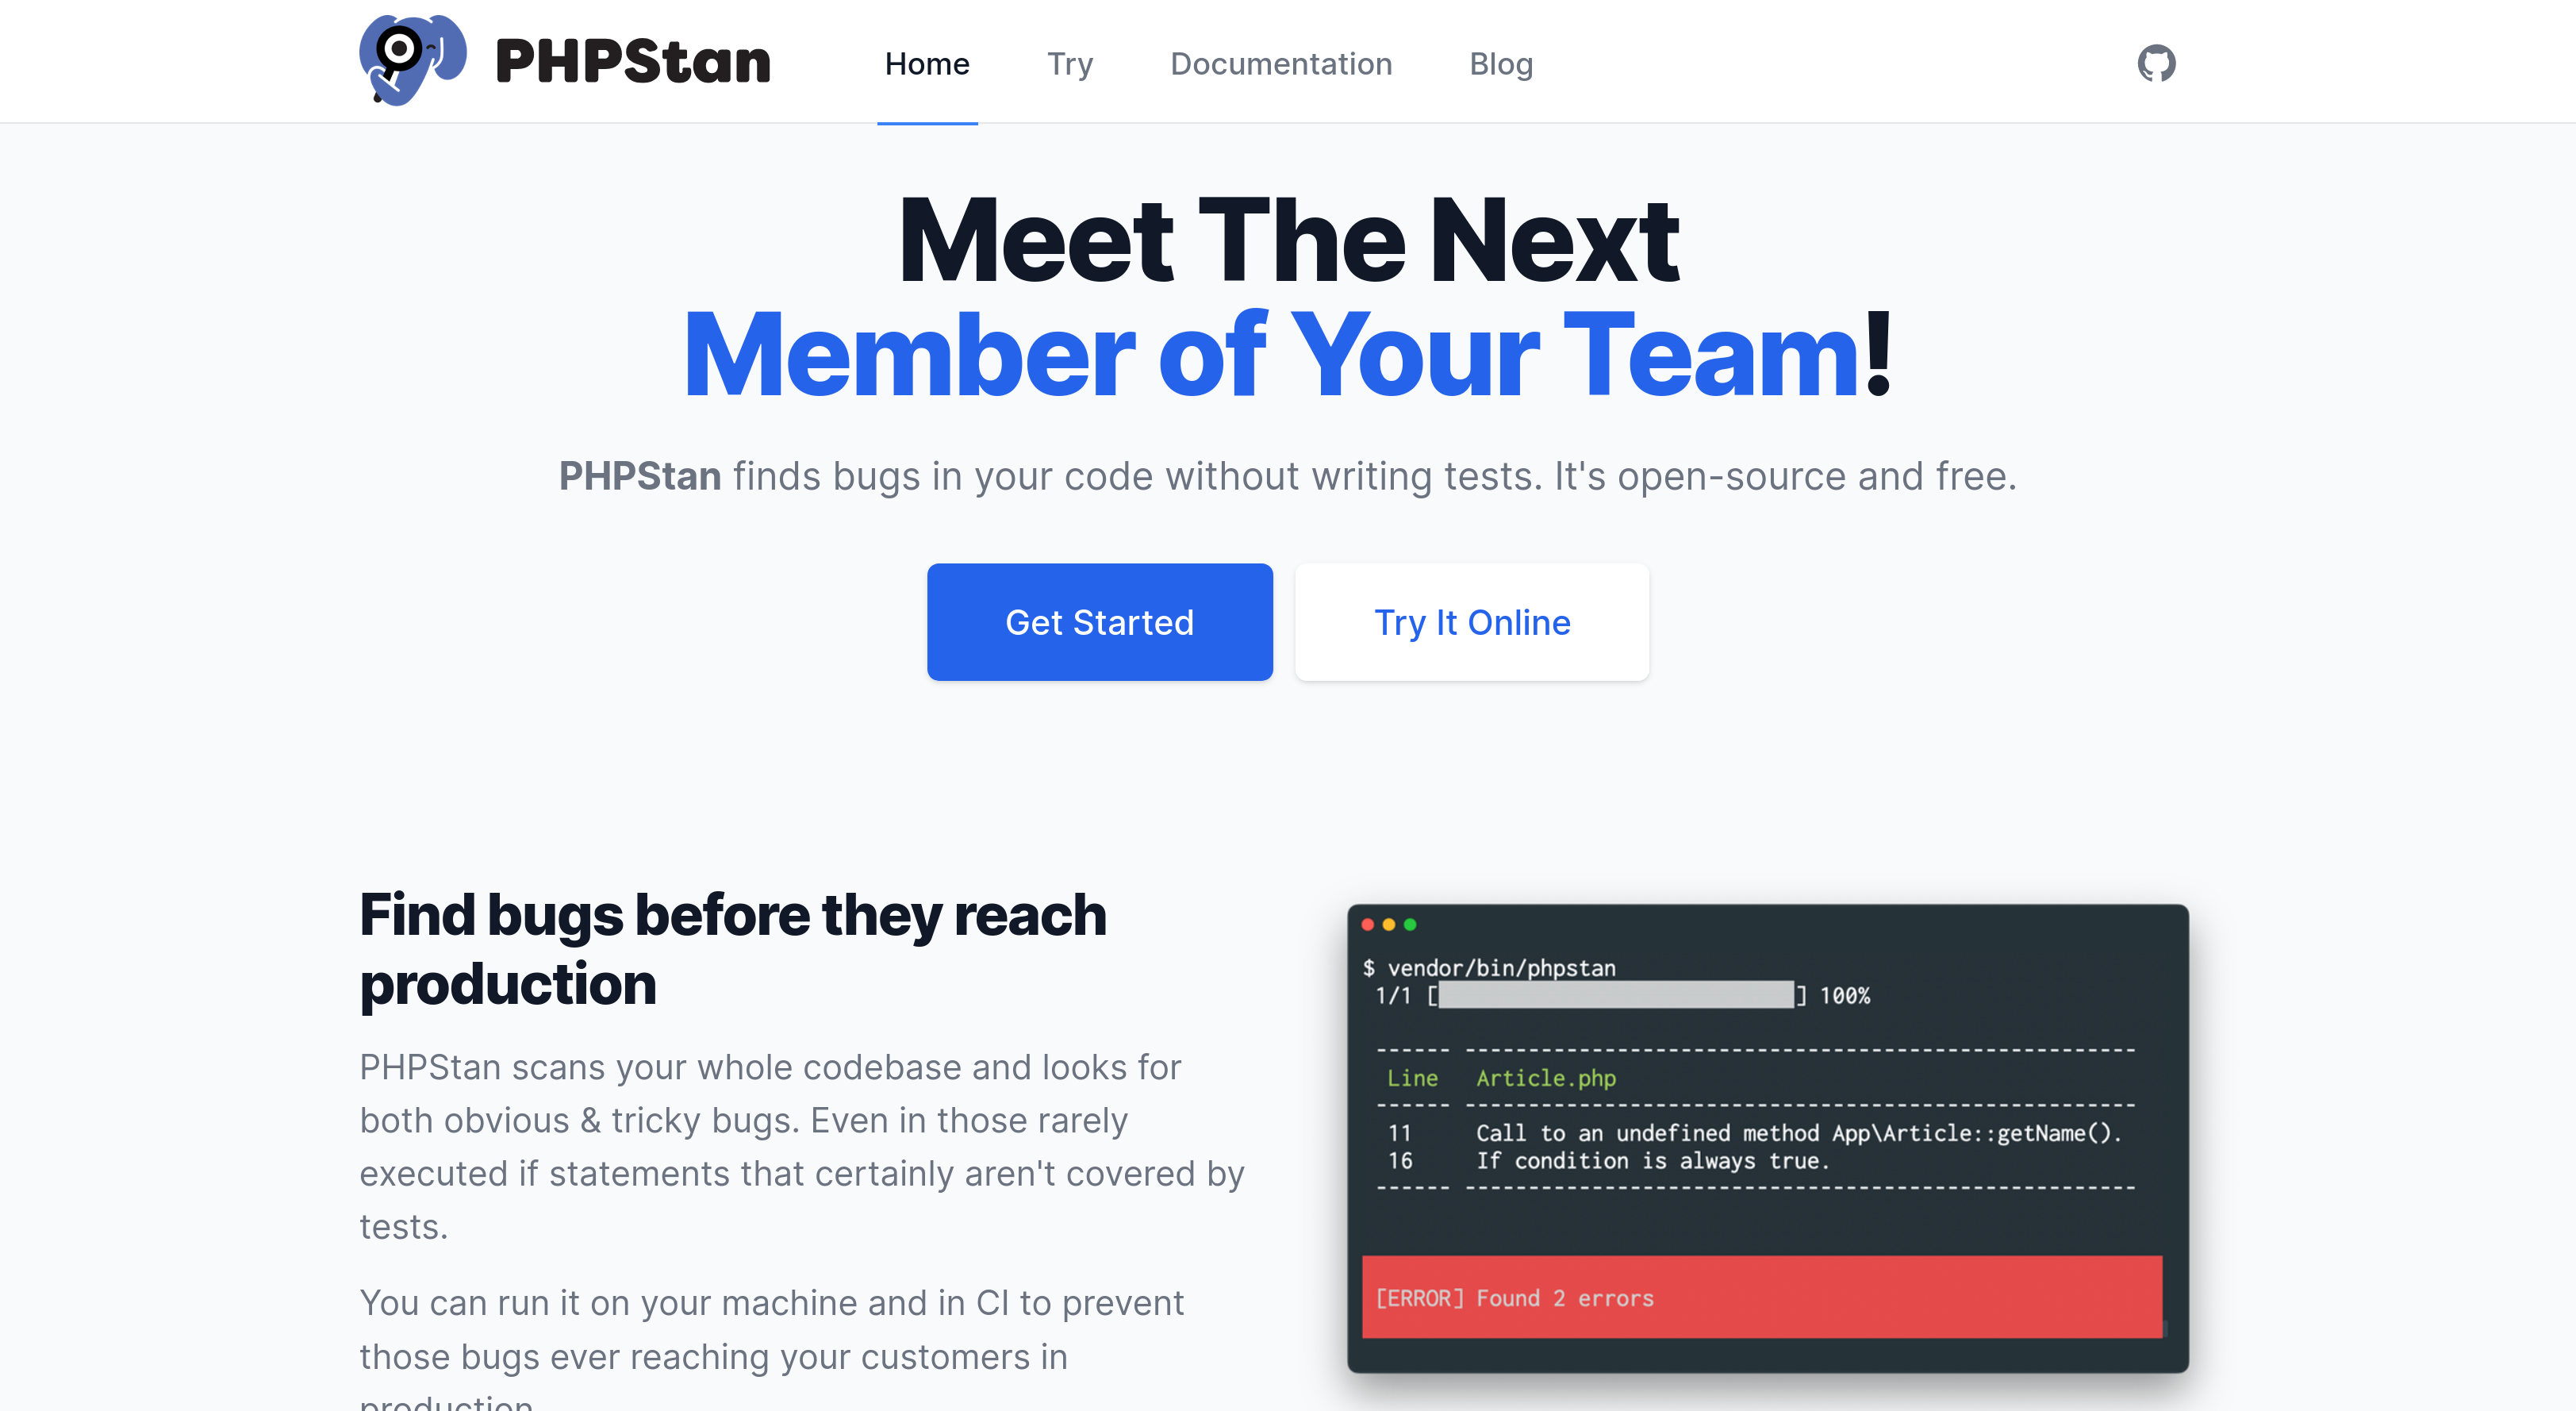 PHPStan
Home
Try
Documentation
Blog
Meet The Next
Member of Your Team!
PHPStan finds bugs in your code without writing tests. It's open-source and free.
Get Started
Try It Online
Find bugs before they reach
production
PHPStan scans your whole codebase and looks for
both obvious & tricky bugs. Even in those rarely
executed if statements that certainly aren't covered by
tests.
You can run it on your machine and in CI to prevent
those bugs ever reaching your customers in
production.
$ vendor/bin/phpstan
1/1 [                            ] 100%
------ -----------------------------------------------------
Line   Article.php
------ -----------------------------------------------------
11     Call to an undefined method App\Article::getName().
16     If condition is always true.
------ -----------------------------------------------------
[ERROR] Found 2 errors